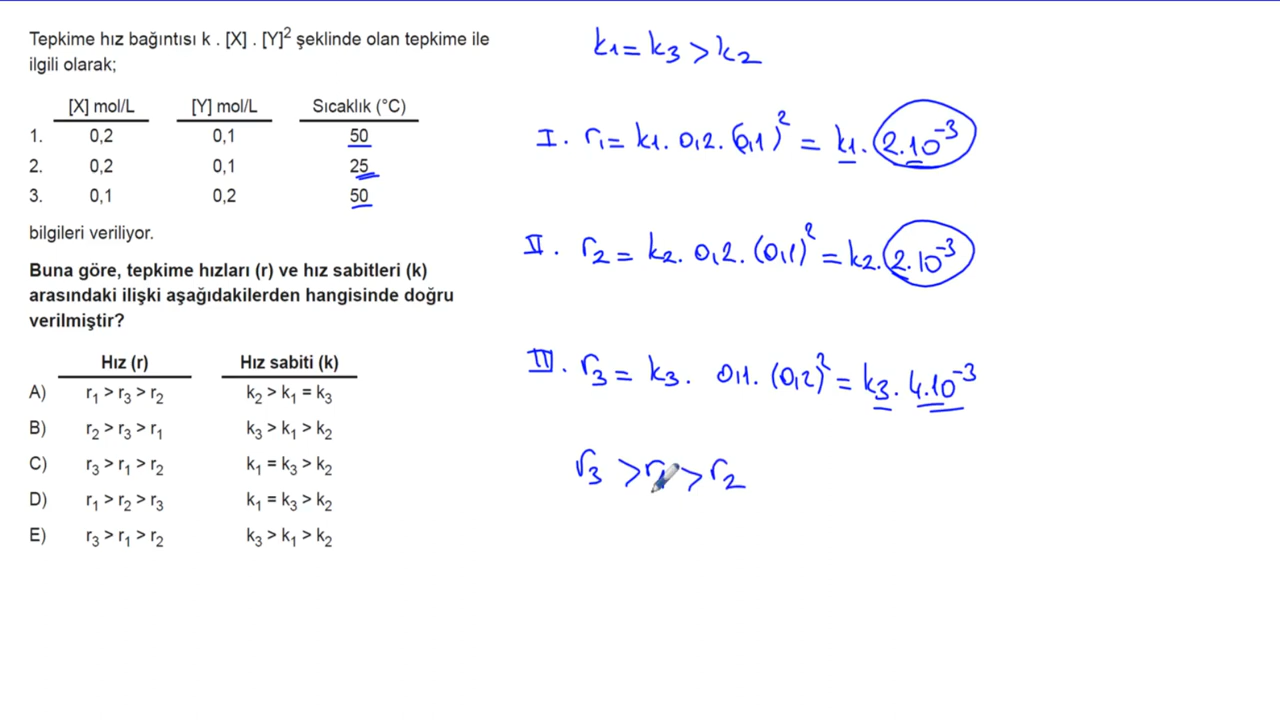 Tepkime hız bağıntısı k . [X] . [Y]² şeklinde olan tepkime ile
ilgili olarak;
[X] mol/L [Y] mol/L Sıcaklık (°C)
1. 0,2 0,1 50
2. 0,2 0,1 25
3. 0,1 0,2 50
bilgileri veriliyor.
Buna göre, tepkime hızları (r) ve hız sabitleri (k)
arasındaki ilişki aşağıdakilerden hangisinde doğru
verilmiştir?
Hız (r) Hız sabiti (k)
A) r₁ > r₃ > r₂ k₂ > k₁ = k₃
B) r₂ > r₃ > r₁ k₃ > k₁ > k₂
C) r₃ > r₁ > r₂ k₁ = k₃ > k₂
D) r₁ > r₂ > r₃ k₁ = k₃ > k₂
E) r₃ > r₁ > r₂ k₃ > k₁ > k₂
k₁ = k₃ > k₂
I. r₁ = k₁. 0,2. (0,1)² = k₁. 2.10⁻³
II. r₂ = k₂. 0,2. (0,1)² = k₂. 2.10⁻³
III. r₃ = k₃. 0,1. (0,2)² = k₃. 4.10⁻³
r₃ > r₁ > r₂